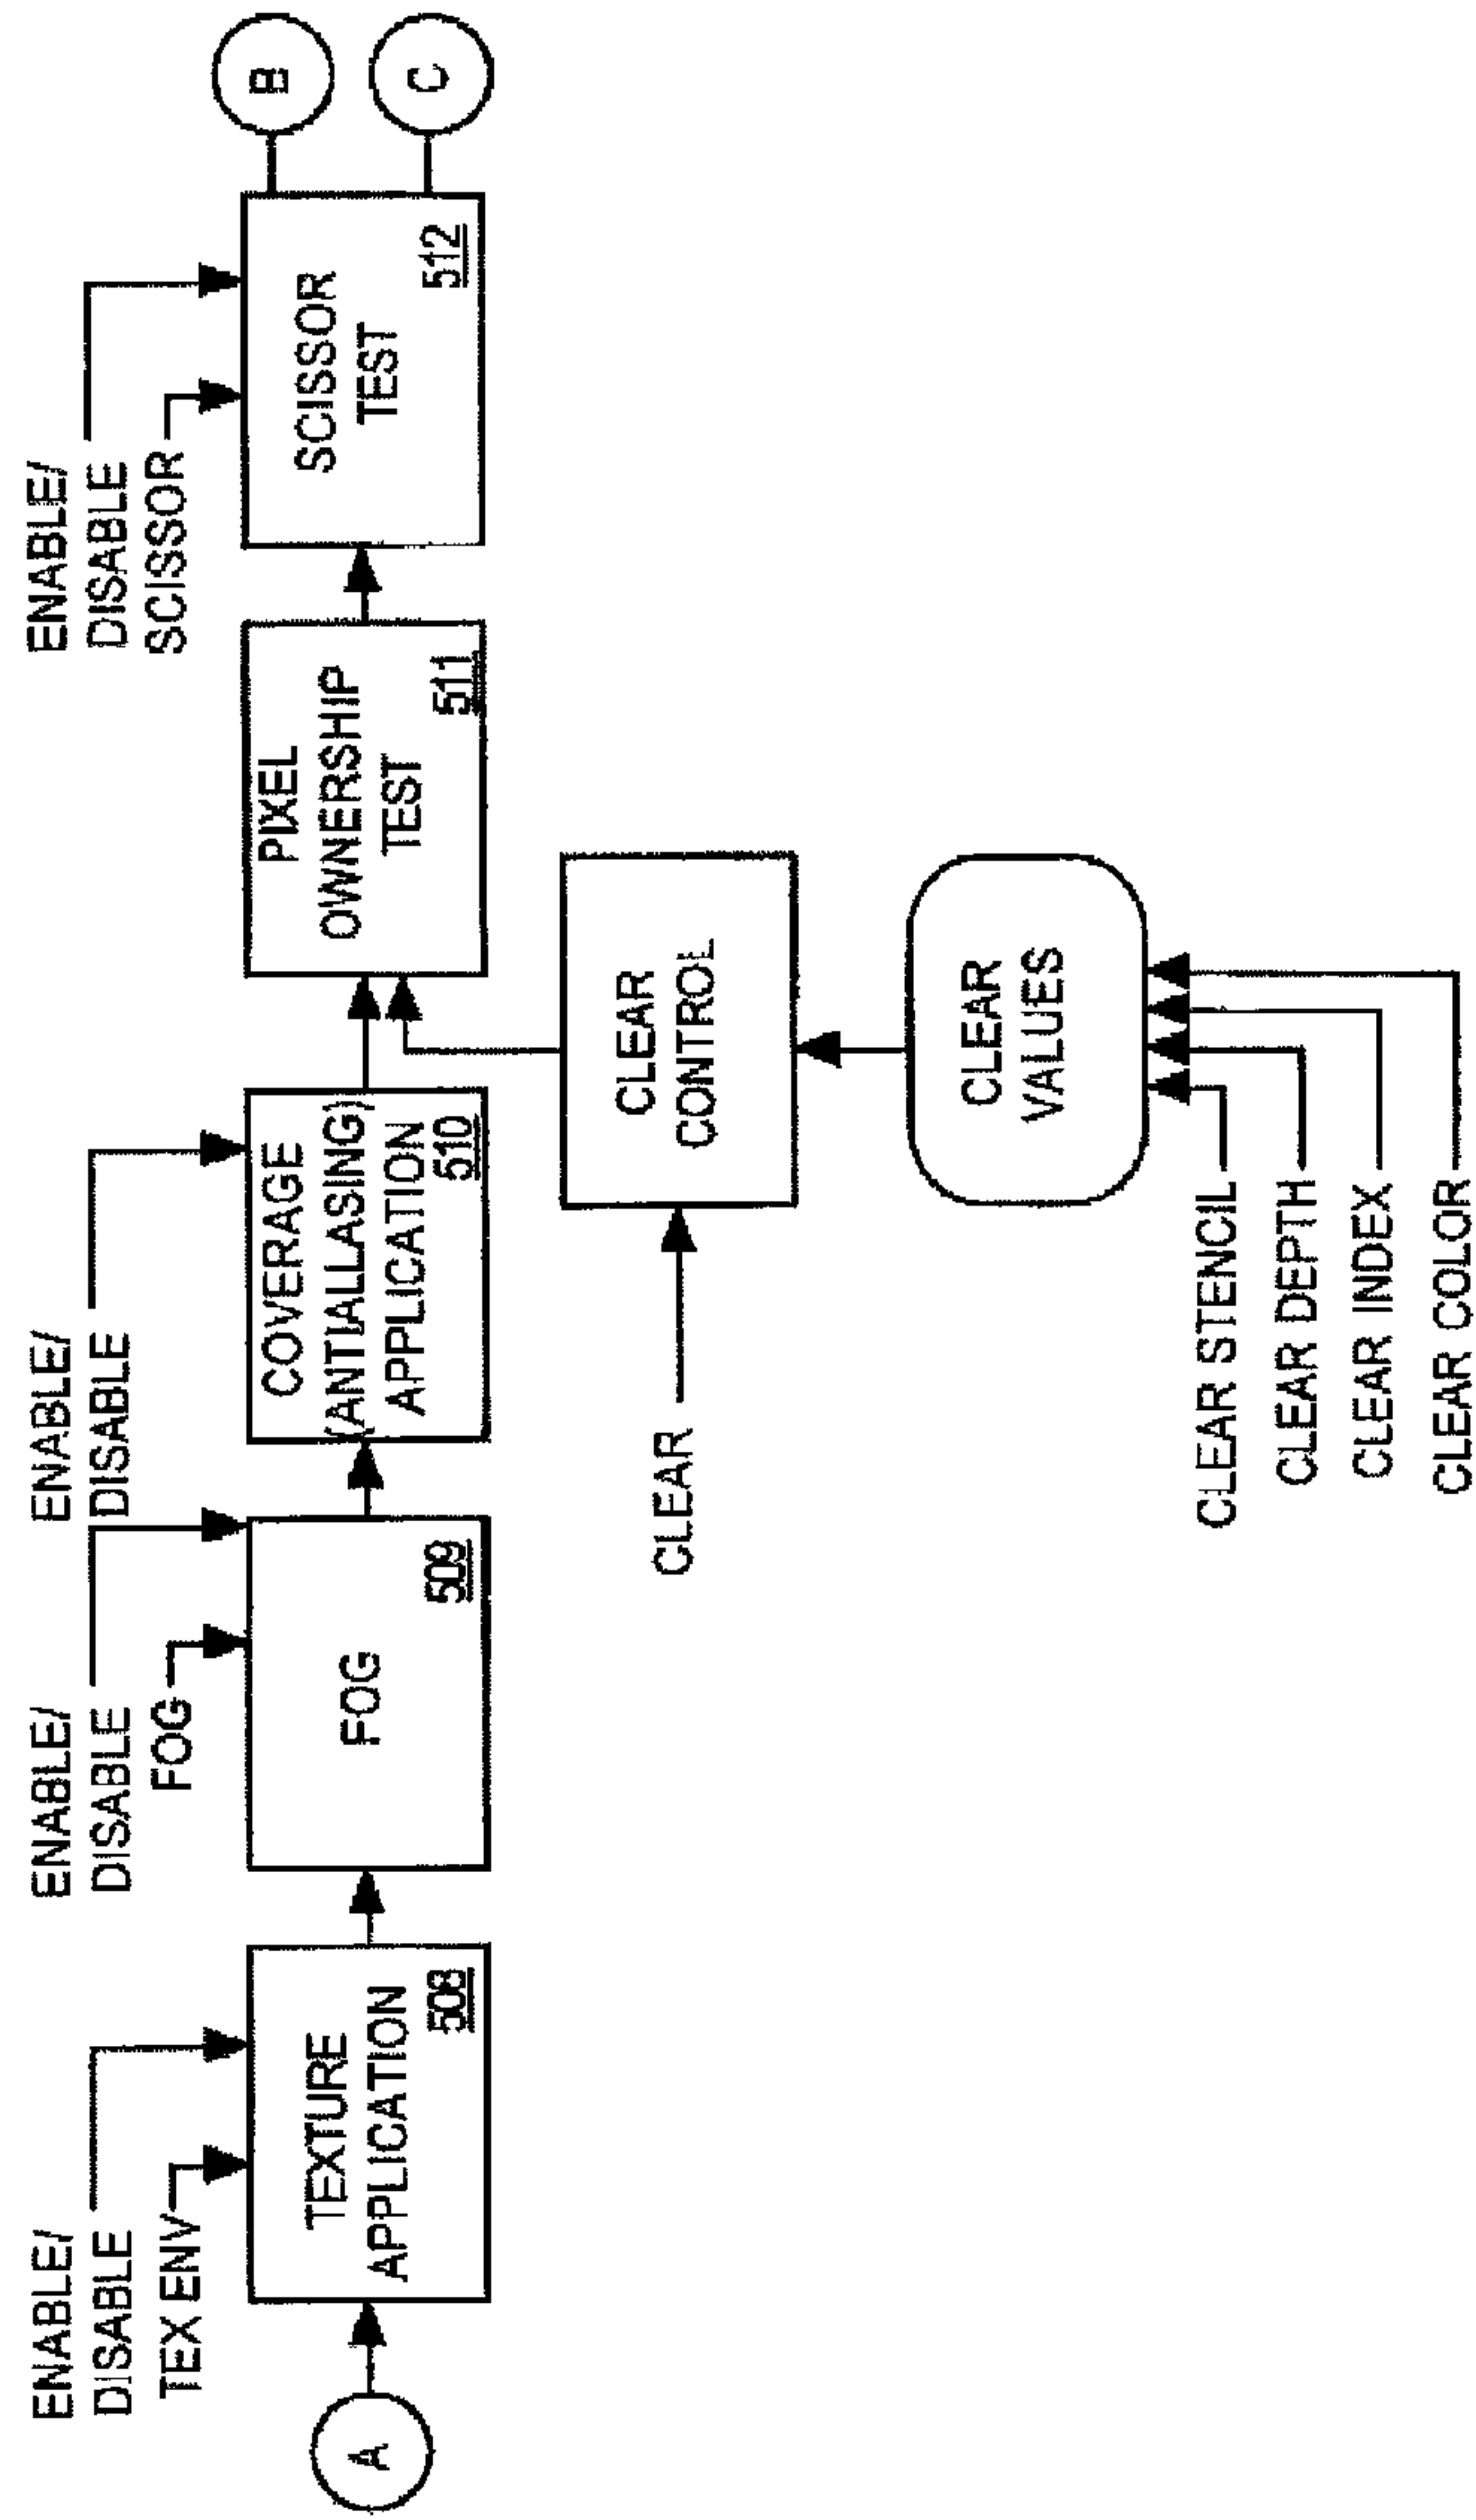 ENABLE/
DISABLE
TEX ENV
ENABLE/
DISABLE
FOG
ENABLE/
DISABLE
ENABLE/
DISABLE
SCISSOR
A
TEXTURE
APPLICATION
508
FOG
509
COVERAGE
(ANTIALIASING)
APPLICATION
510
PIXEL
OWNERSHIP
TEST
511
SCISSOR
TEST
512
B
C
CLEAR
CLEAR
CONTROL
CLEAR
VALUES
CLEAR STENCIL
CLEAR DEPTH
CLEAR INDEX
CLEAR COLOR